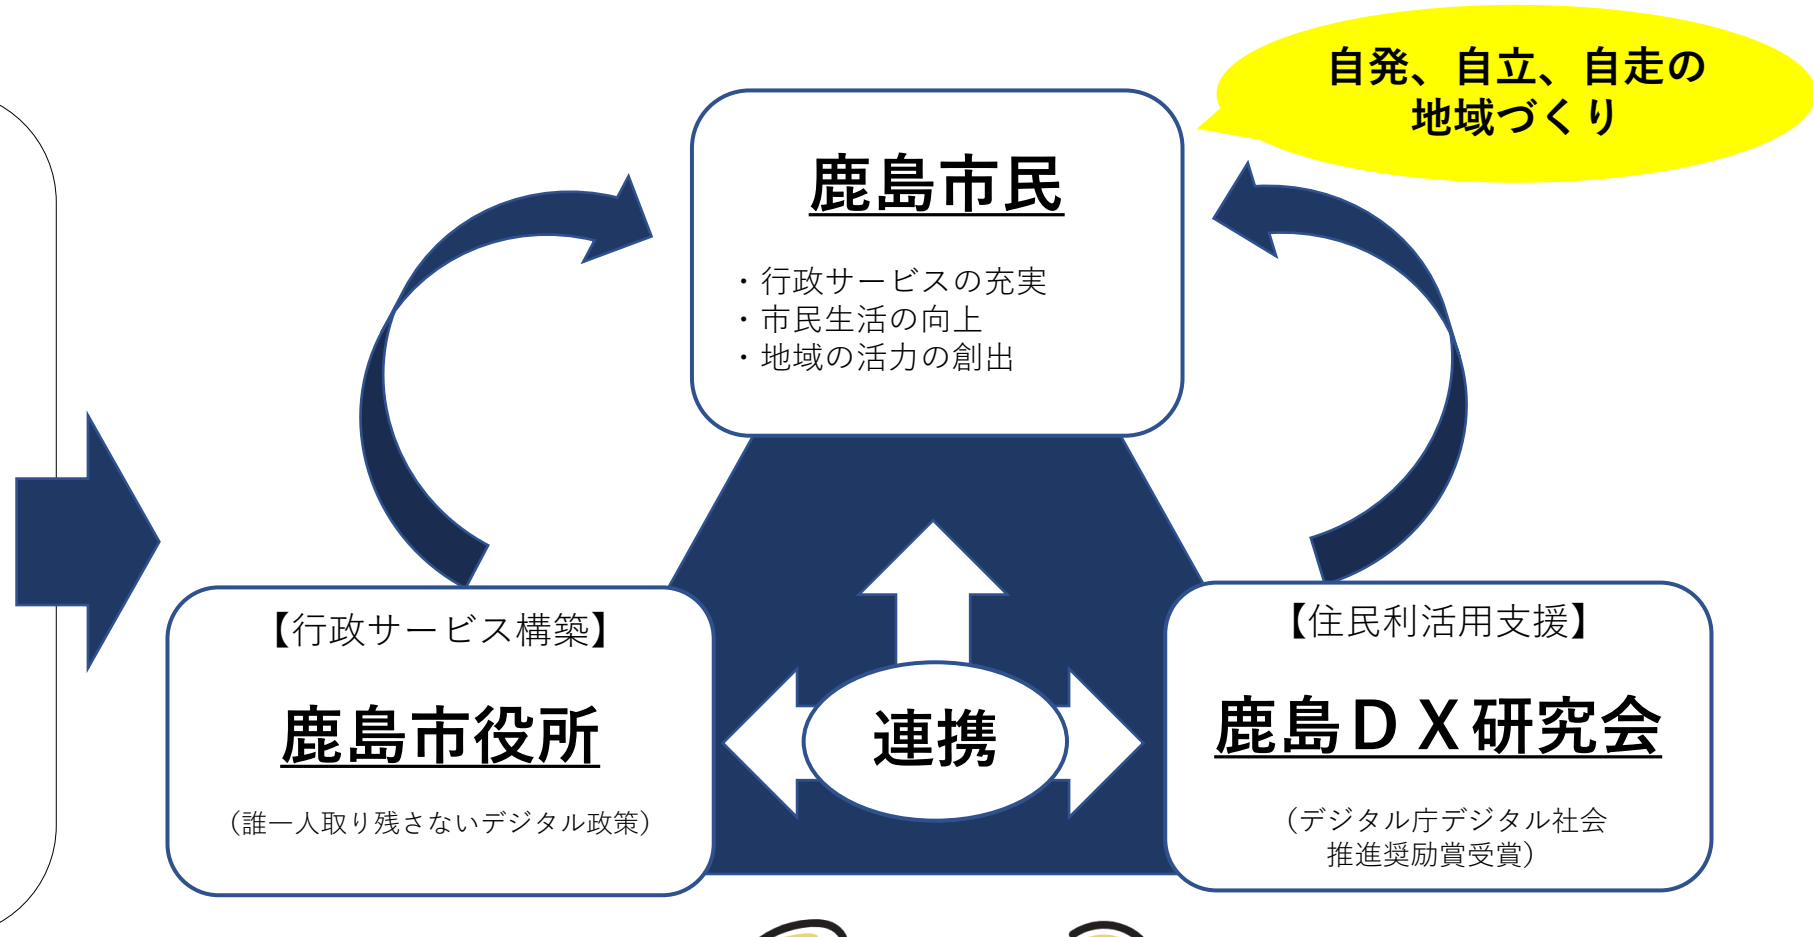 自発、自立、自走の
地域づくり
鹿島市民
・行政サービスの充実
・市民生活の向上
・地域の活力の創出
【行政サービス構築】
鹿島市役所
（誰一人取り残さないデジタル政策）
連携
【住民利活用支援】
鹿島ＤＸ研究会
（デジタル庁デジタル社会
推進奨励賞受賞）